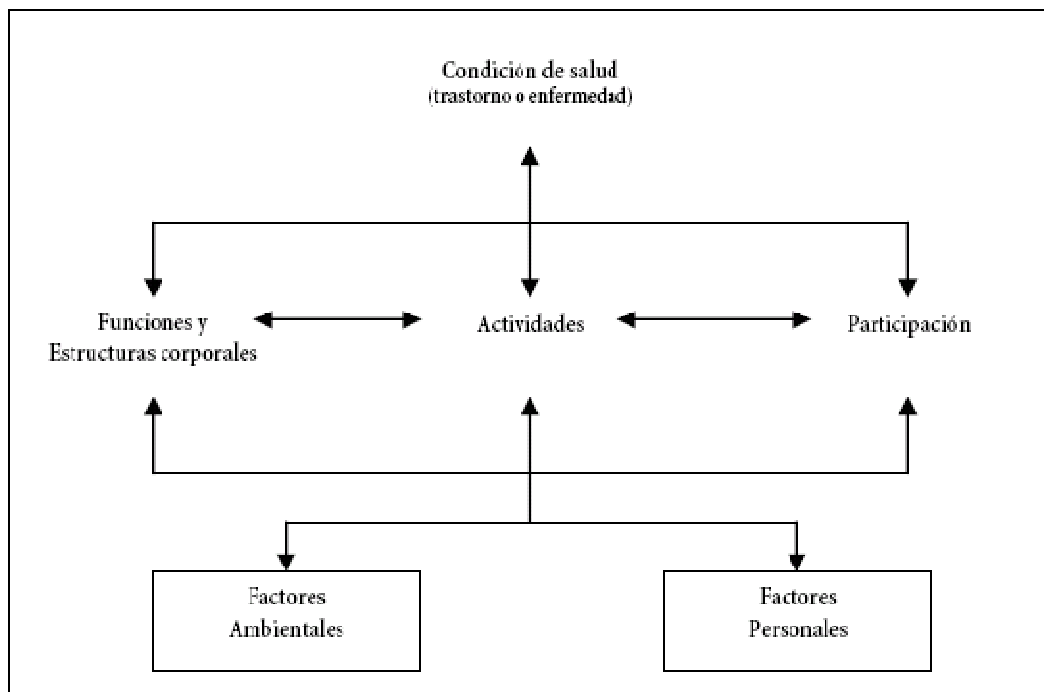 Condición de salud
(trastorno o enfermedad)
Funciones y
Estructuras corporales
Actividades
Participación
Factores
Ambientales
Factores
Personales